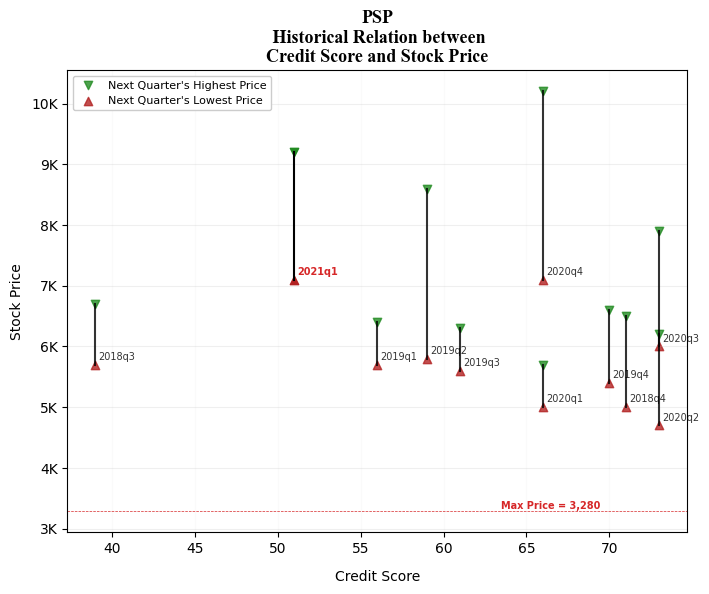 PSP
Historical Relation between
Credit Score and Stock Price
Next Quarter's Highest Price
Next Quarter's Lowest Price
10K
9K
8K
7K
6K
5K
4K
3K
Stock Price
2020q4
2021q1
2020q3
2019q2
2018q3
2019q1
2019q3
2019q4
2020q1
2018q4
2020q2
Max Price = 3,280
40
45
50
55
60
65
70
Credit Score